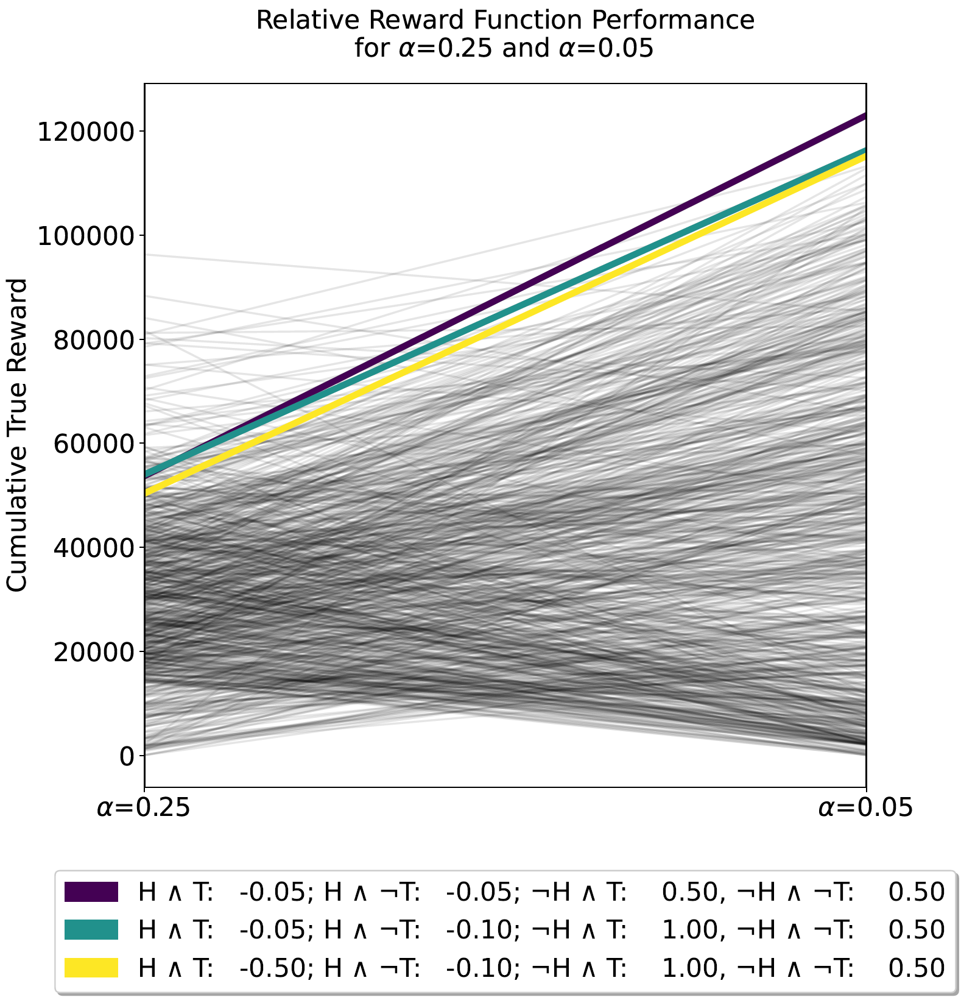 Relative Reward Function Performance
for α=0.25 and α=0.05
Cumulative True Reward
120000
100000
80000
60000
40000
20000
0
α=0.25 α=0.05
H ∧ T: -0.05; H ∧ ¬T: -0.05; ¬H ∧ T: 0.50, ¬H ∧ ¬T: 0.50
H ∧ T: -0.05; H ∧ ¬T: -0.10; ¬H ∧ T: 1.00, ¬H ∧ ¬T: 0.50
H ∧ T: -0.50; H ∧ ¬T: -0.10; ¬H ∧ T: 1.00, ¬H ∧ ¬T: 0.50